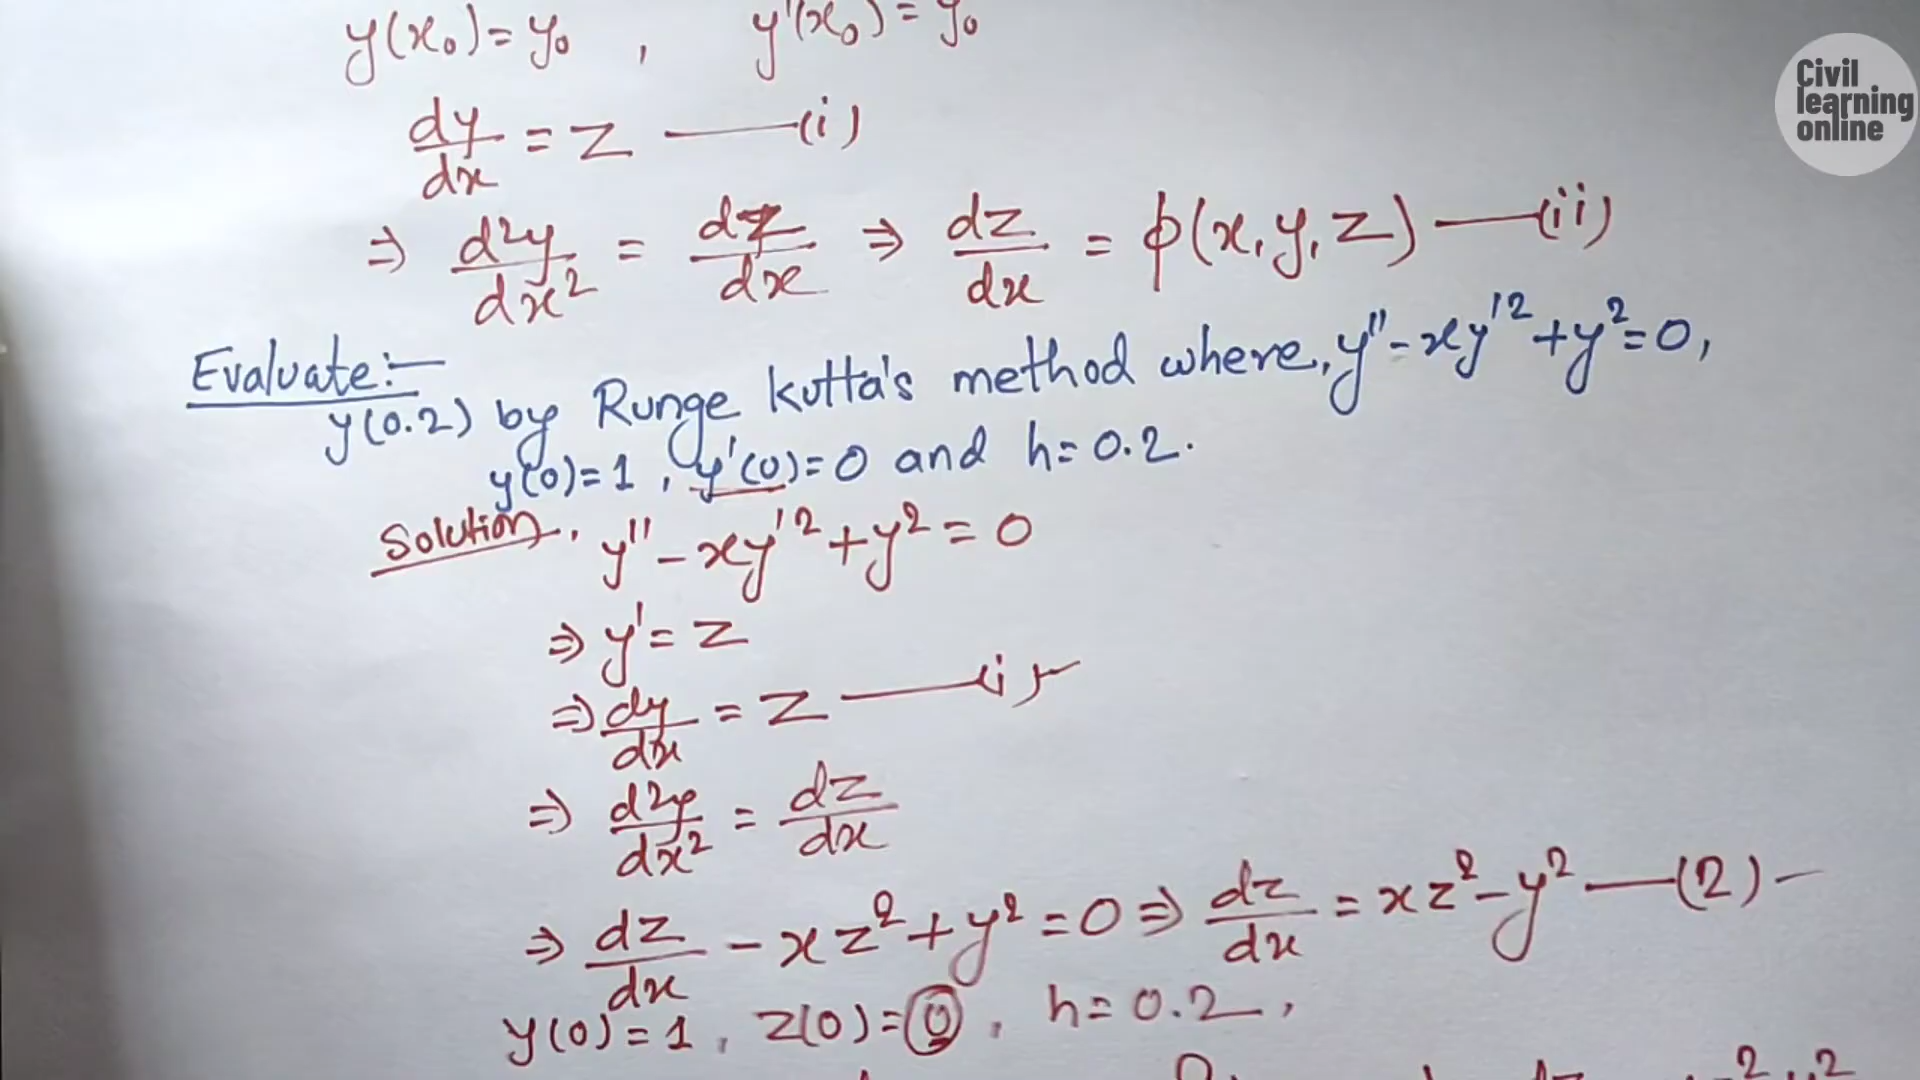 y(x₀)=y₀ , y'(x₀)=y₀
Civil
learning
online
dy/dx = z —(i)
⇒ d²y/dx² = dz/dx ⇒ dz/dx = ϕ(x,y,z) —(ii)
Evaluate:-
y(0.2) by Runge kutta's method where, y''-xy'²+y²=0,
y(0)=1 , y'(0)=0 and h=0.2.
Solution. y''-xy'²+y²=0
⇒ y'=z
⇒ dy/dx = z —(i)
⇒ d²y/dx² = dz/dx
⇒ dz/dx - xz²+y²=0 ⇒ dz/dx = xz²-y² —(2)
y(0)=1 , z(0)=0 , h=0.2 ,